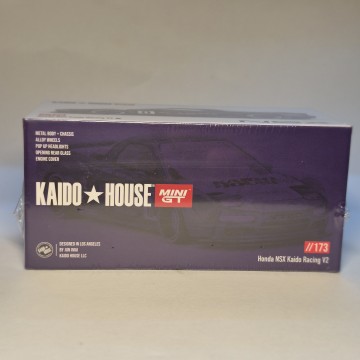 METAL BODY + CHASSIS
ALLOY WHEELS
POP UP HEADLIGHTS
OPENING REAR GLASS
ENGINE COVER
KAIDO★HOUSE MINI GT
DESIGNED IN LOS ANGELES
BY JUN IMAI
KAIDO HOUSE LLC
//173
Honda NSX Kaido Racing V2